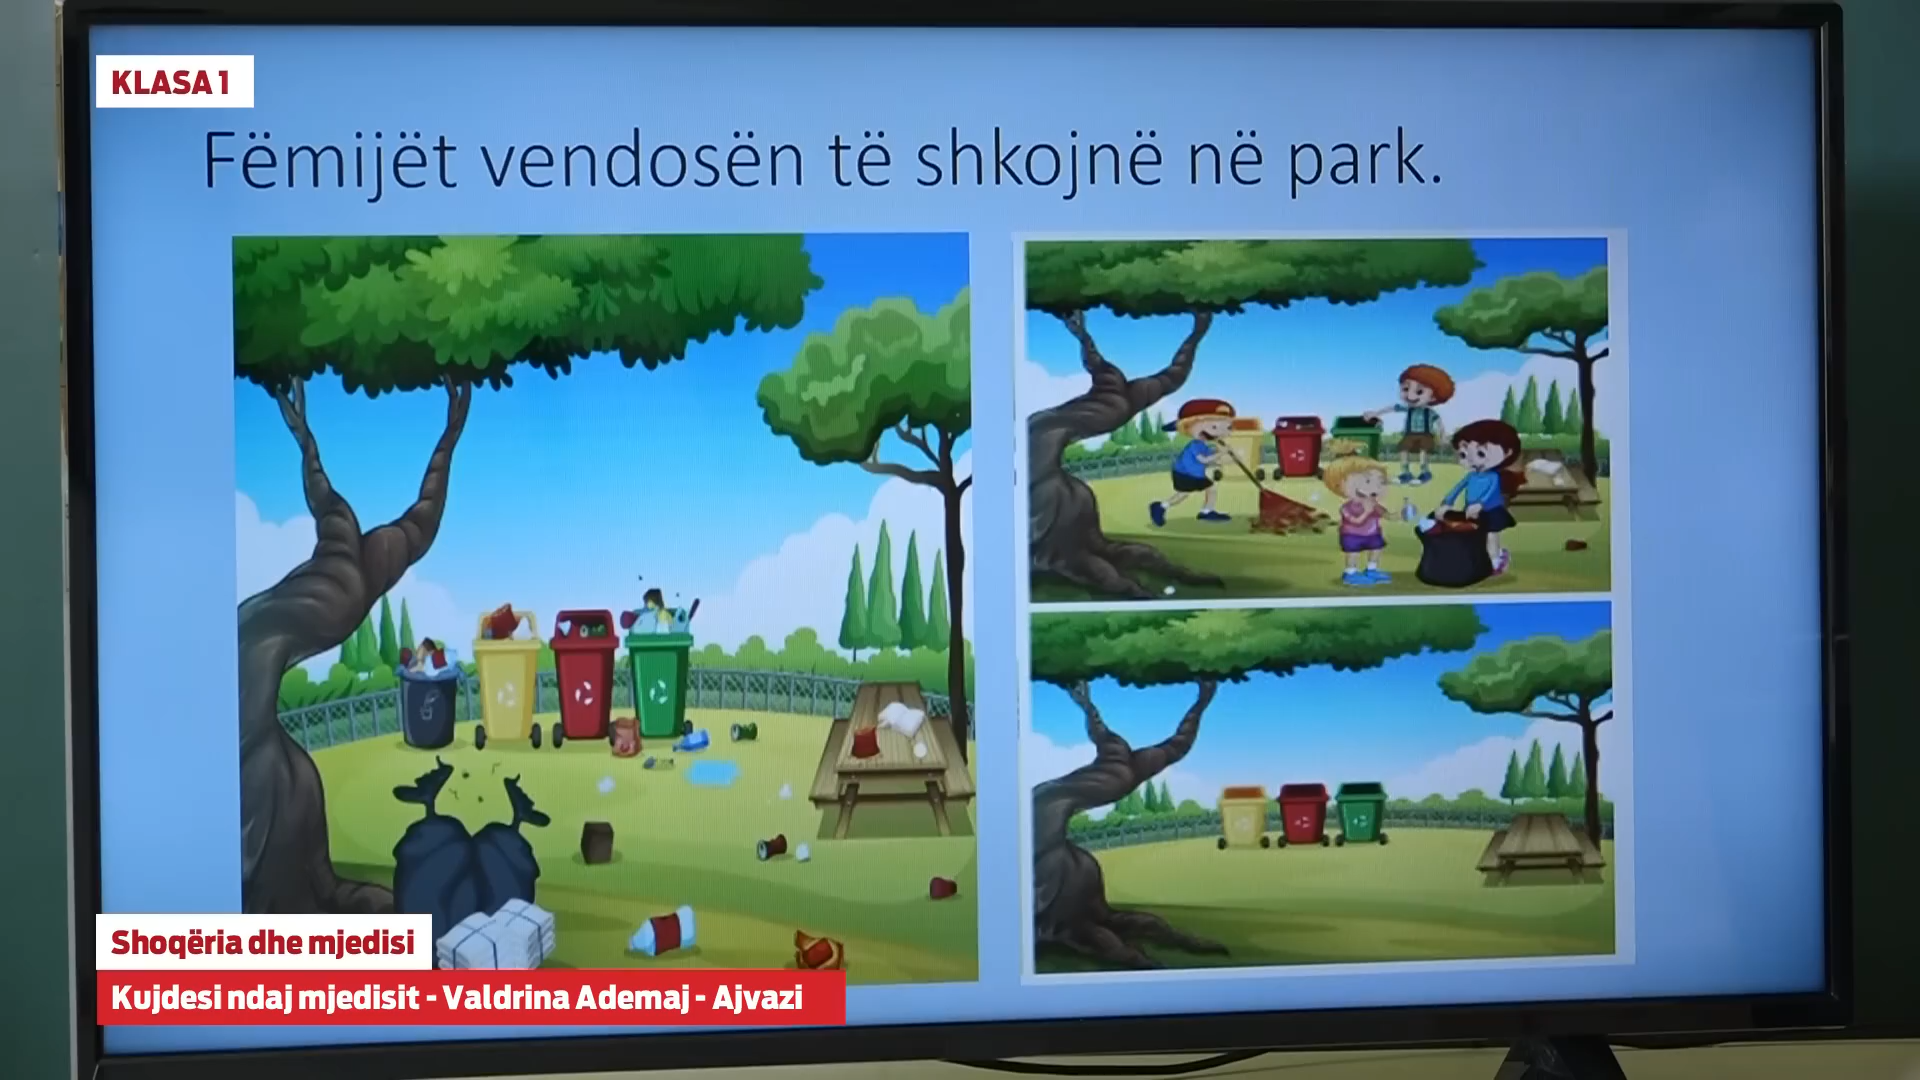 KLASA 1
Fëmijët vendosën të shkojnë në park.
Shoqëria dhe mjedisi
Kujdesi ndaj mjedisit - Valdrina Ademaj - Ajvazi